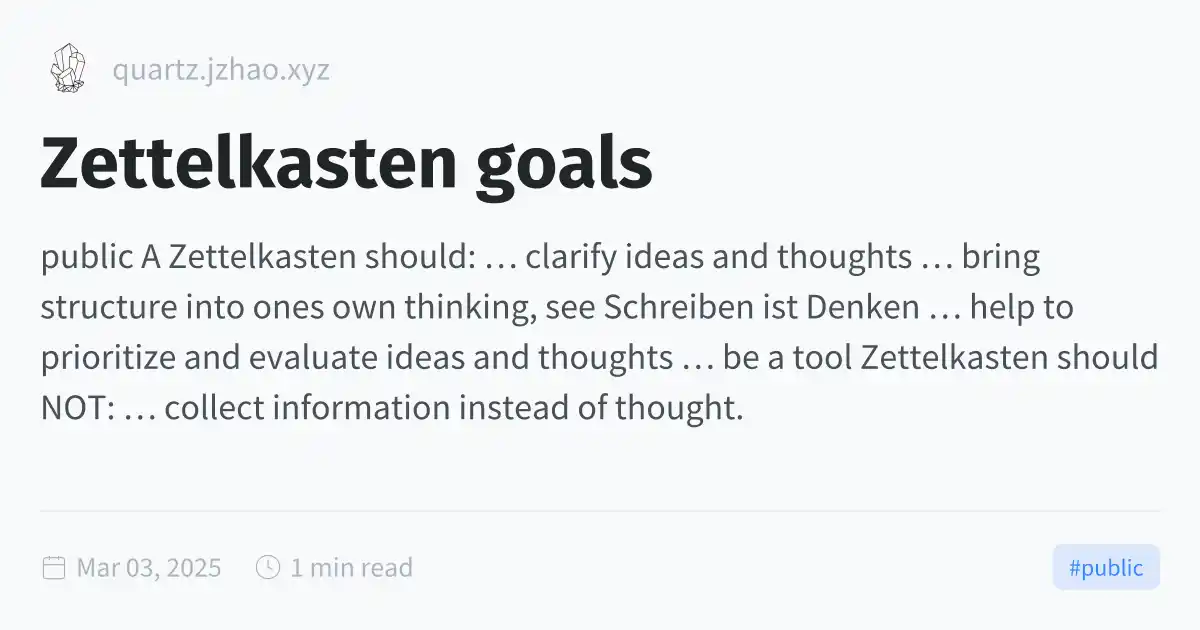 quartz.jzhao.xyz
Zettelkasten goals
public A Zettelkasten should: … clarify ideas and thoughts … bring
structure into ones own thinking, see Schreiben ist Denken … help to
prioritize and evaluate ideas and thoughts … be a tool Zettelkasten should
NOT: … collect information instead of thought.
Mar 03, 2025 1 min read #public